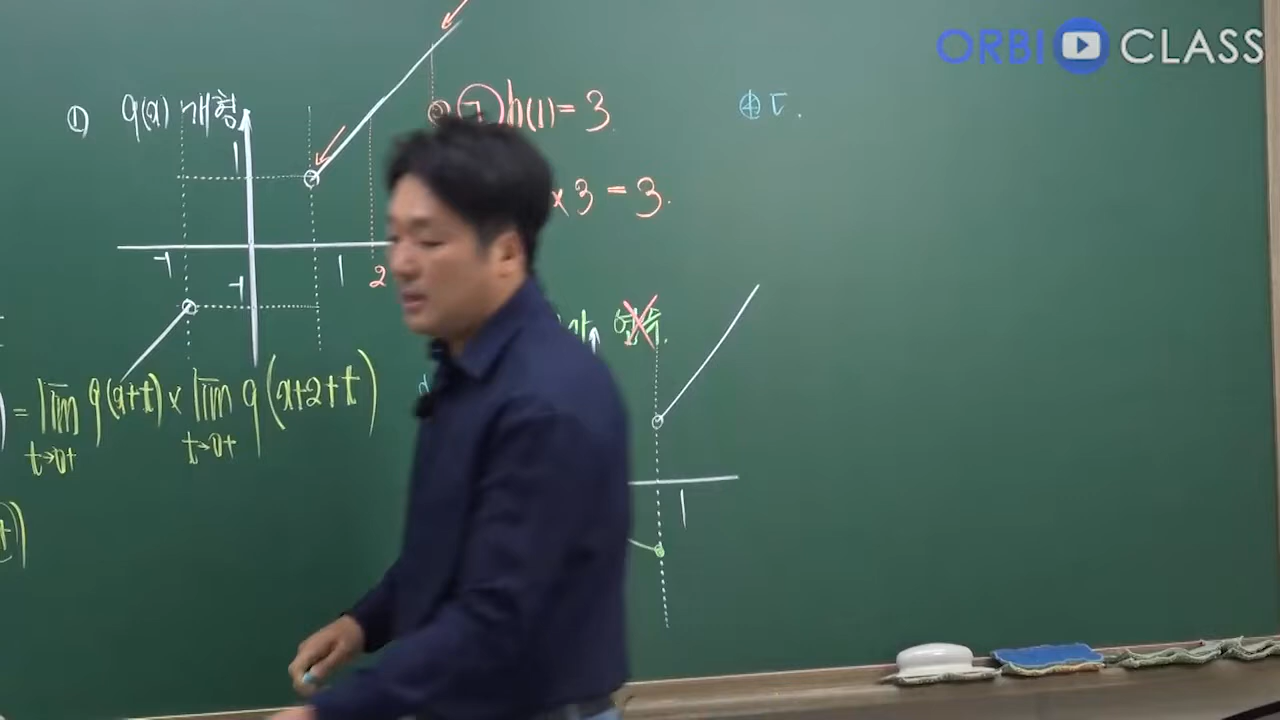 ORBI CLASS
① g(x) 개형
㉠ h(1) = 3
④ ㄷ.
1
× 3 = 3.
-1
1
2
-1
= lim g(x+t) × lim g(x+2+t)
t→0+
t→0+
1